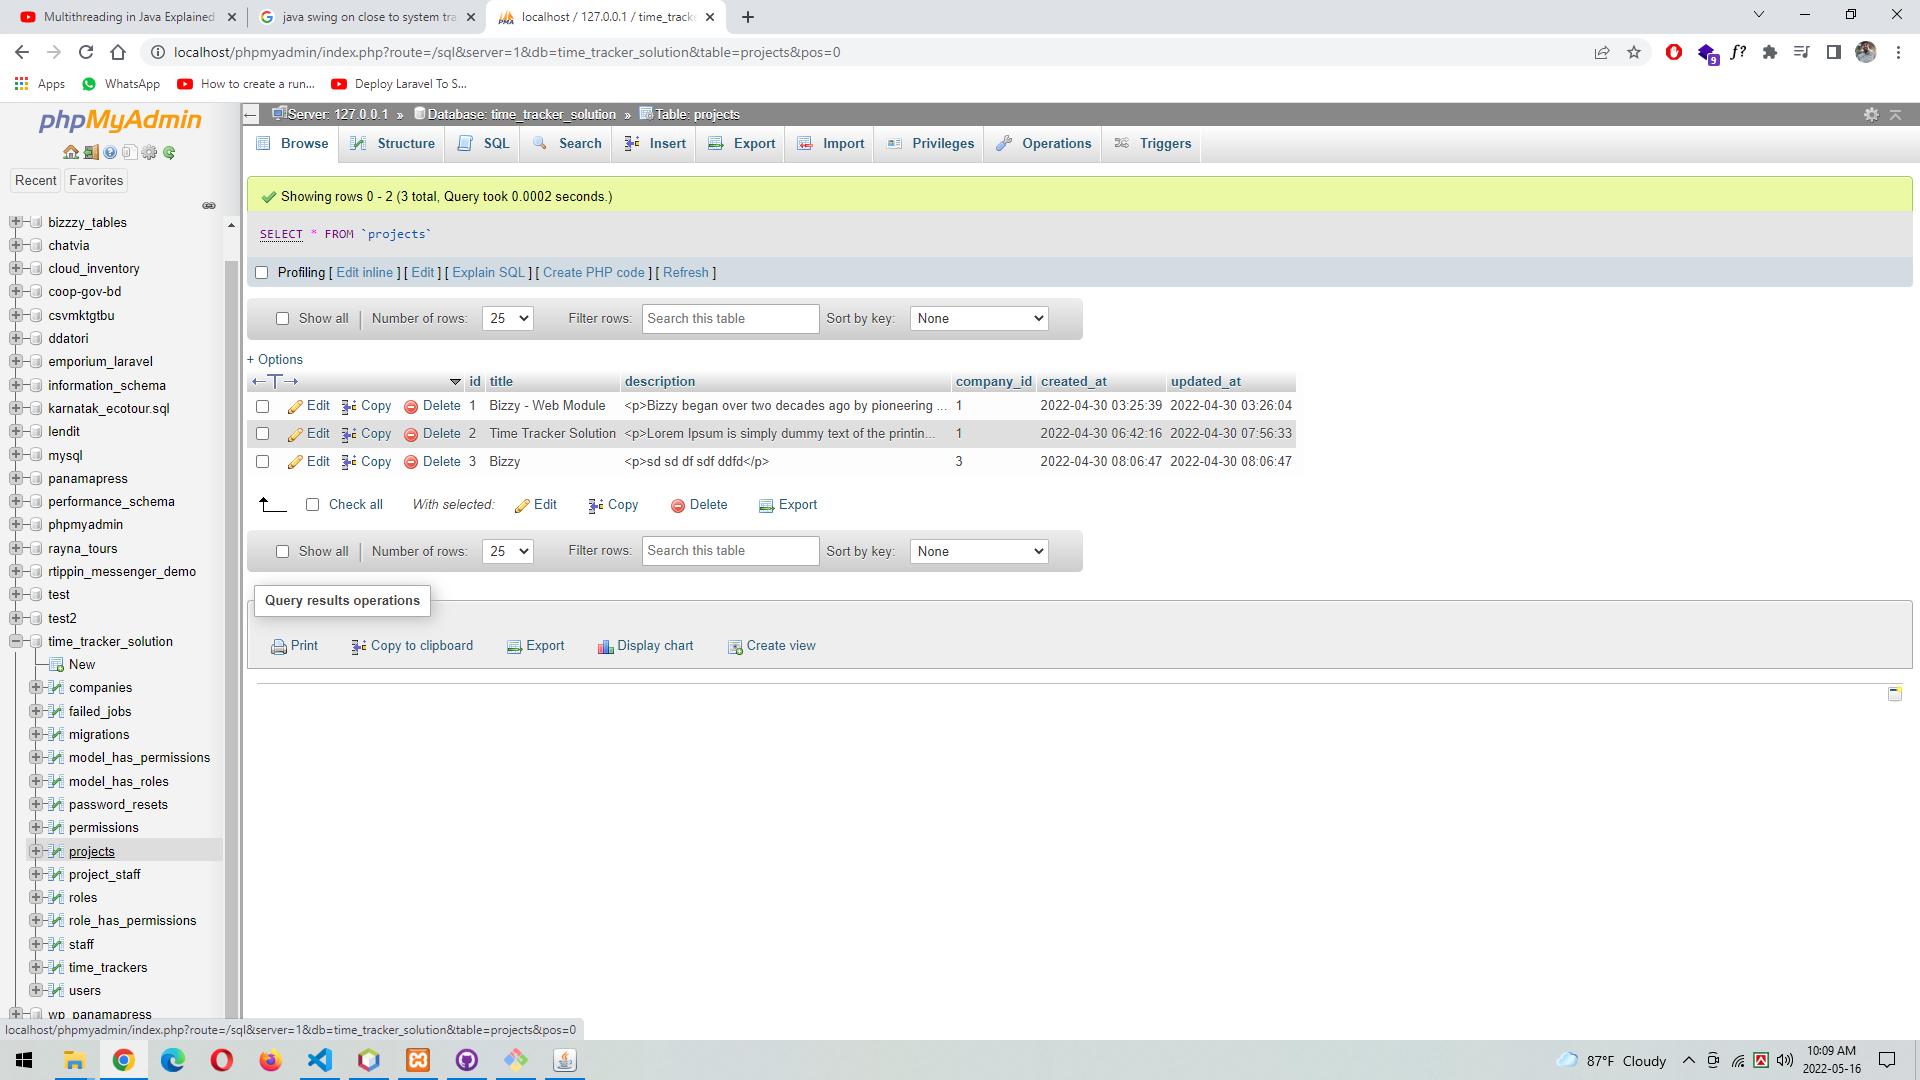 Multithreading in Java Explained
java swing on close to system tra
localhost / 127.0.0.1 / time_track
localhost/phpmyadmin/index.php?route=/sql&server=1&db=time_tracker_solution&table=projects&pos=0
9
f?
Apps
WhatsApp
How to create a run...
Deploy Laravel To S...
phpMyAdmin
Recent
Favorites
bizzzy_tables
chatvia
cloud_inventory
coop-gov-bd
csvmktgtbu
ddatori
emporium_laravel
information_schema
karnatak_ecotour.sql
lendit
mysql
panamapress
performance_schema
phpmyadmin
rayna_tours
rtippin_messenger_demo
test
test2
time_tracker_solution
New
companies
failed_jobs
migrations
model_has_permissions
model_has_roles
password_resets
permissions
projects
project_staff
roles
role_has_permissions
staff
time_trackers
users
wp_panamapress
Server: 127.0.0.1 » Database: time_tracker_solution » Table: projects
Browse Structure SQL Search Insert Export Import Privileges Operations Triggers
Showing rows 0 - 2 (3 total, Query took 0.0002 seconds.)
SELECT * FROM `projects`
Profiling [ Edit inline ] [ Edit ] [ Explain SQL ] [ Create PHP code ] [ Refresh ]
Show all Number of rows: 25 Filter rows: Search this table Sort by key: None
+ Options
id title description company_id created_at updated_at
Edit Copy Delete 1 Bizzy - Web Module <p>Bizzy began over two decades ago by pioneering ... 1 2022-04-30 03:25:39 2022-04-30 03:26:04
Edit Copy Delete 2 Time Tracker Solution <p>Lorem Ipsum is simply dummy text of the printin... 1 2022-04-30 06:42:16 2022-04-30 07:56:33
Edit Copy Delete 3 Bizzy <p>sd sd df sdf ddfd</p> 3 2022-04-30 08:06:47 2022-04-30 08:06:47
Check all With selected: Edit Copy Delete Export
Show all Number of rows: 25 Filter rows: Search this table Sort by key: None
Query results operations
Print Copy to clipboard Export Display chart Create view
localhost/phpmyadmin/index.php?route=/sql&server=1&db=time_tracker_solution&table=projects&pos=0
87°F Cloudy
10:09 AM
2022-05-16